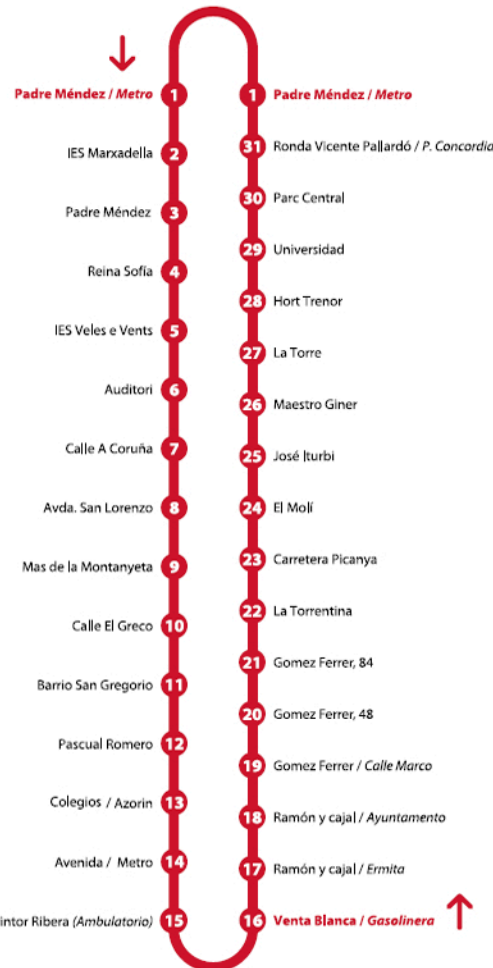 Padre Méndez / Metro 1
IES Marxadella 2
Padre Méndez 3
Reina Sofía 4
IES Veles e Vents 5
Auditori 6
Calle A Coruña 7
Avda. San Lorenzo 8
Mas de la Montanyeta 9
Calle El Greco 10
Barrio San Gregorio 11
Pascual Romero 12
Colegios / Azorin 13
Avenida / Metro 14
Ribera (Ambulatorio) 15
1 Padre Méndez / Metro
31 Ronda Vicente Pallardó / P. Concordia
30 Parc Central
29 Universidad
28 Hort Trenor
27 La Torre
26 Maestro Giner
25 José Iturbi
24 El Molí
23 Carretera Picanya
22 La Torrentina
21 Gomez Ferrer, 84
20 Gomez Ferrer, 48
19 Gomez Ferrer / Calle Marco
18 Ramón y cajal / Ayuntamento
17 Ramón y cajal / Ermita
16 Venta Blanca / Gasolinera